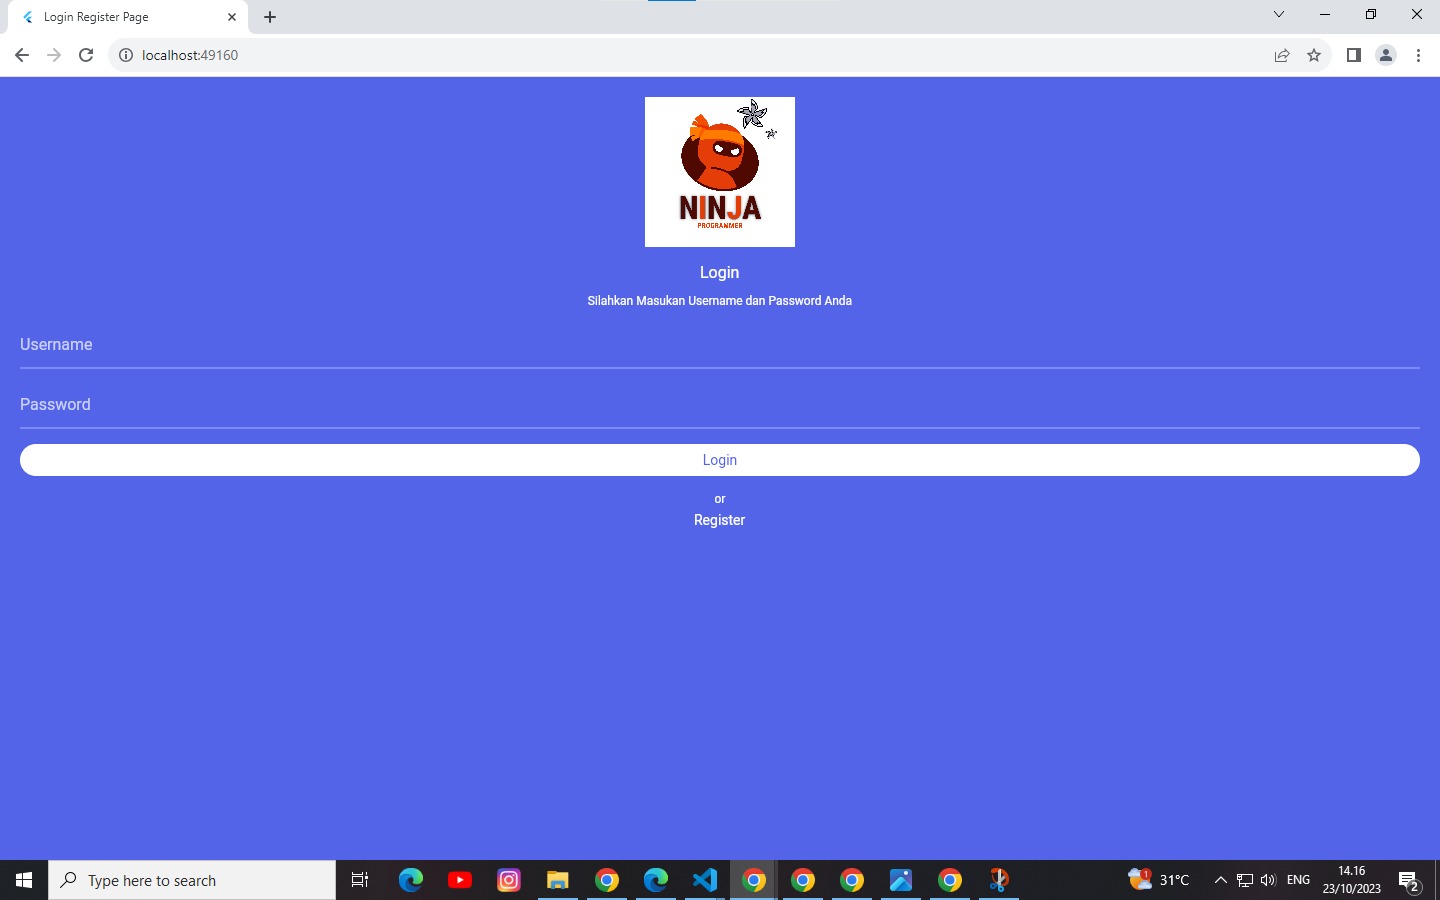 Login Register Page
localhost:49160
NINJA
PROGRAMMER
Login
Silahkan Masukan Username dan Password Anda
Username
Password
Login
or
Register
Type here to search
1
31°C
ENG
14.16
23/10/2023
2